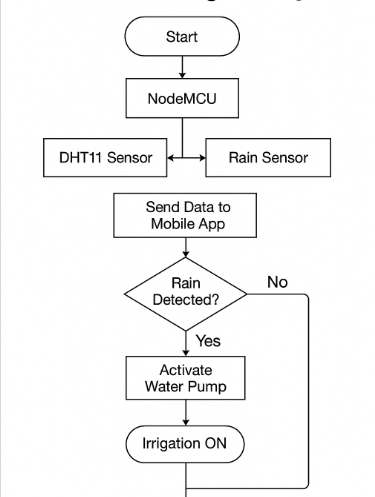 Start
NodeMCU
DHT11 Sensor
Rain Sensor
Send Data to
Mobile App
Rain
Detected?
No
Yes
Activate
Water Pump
Irrigation ON